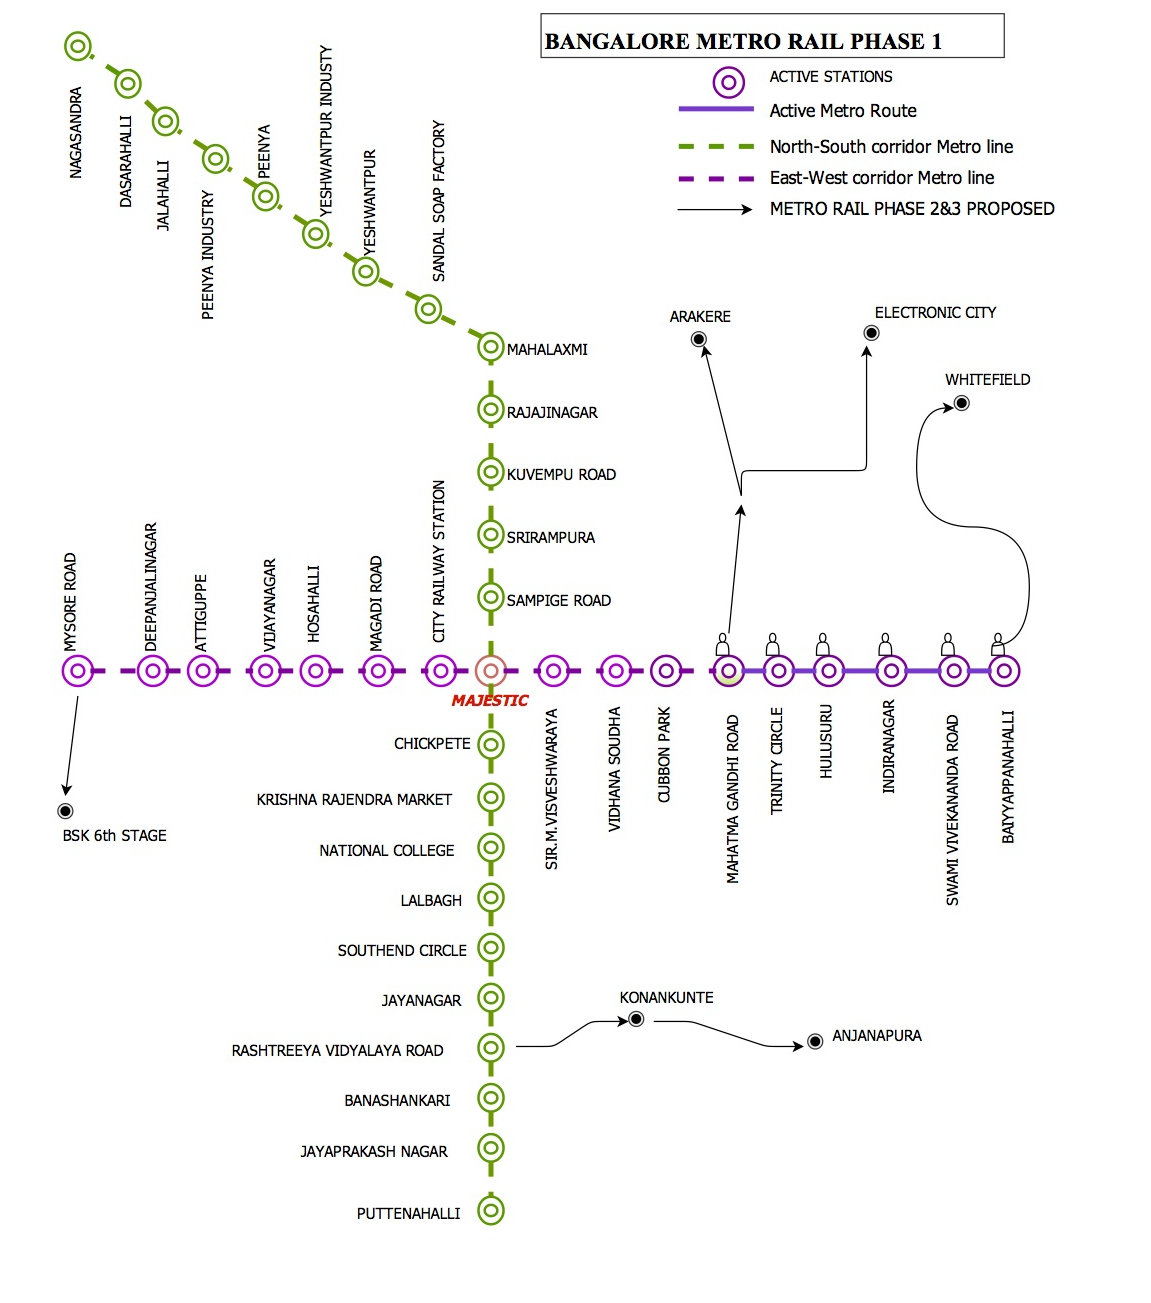 BANGALORE METRO RAIL PHASE 1
ACTIVE STATIONS
Active Metro Route
North-South corridor Metro line
East-West corridor Metro line
METRO RAIL PHASE 2&3 PROPOSED
NAGASANDRA
DASARAHALLI
JALAHALLI
PEENYA INDUSTRY
PEENYA
YESHWANTPUR INDUSTY
YESHWANTPUR
SANDAL SOAP FACTORY
MAHALAXMI
RAJAJINAGAR
KUVEMPU ROAD
SRIRAMPURA
SAMPIGE ROAD
ARAKERE
ELECTRONIC CITY
WHITEFIELD
MYSORE ROAD
DEEPANJALINAGAR
ATTIGUPPE
VIJAYANAGAR
HOSAHALLI
MAGADI ROAD
CITY RAILWAY STATION
MAJESTIC
SIR.M.VISVESHWARAYA
VIDHANA SOUDHA
CUBBON PARK
MAHATMA GANDHI ROAD
TRINITY CIRCLE
HULUSURU
INDIRANAGAR
SWAMI VIVEKANANDA ROAD
BAIYYAPPANAHALLI
BSK 6th STAGE
CHICKPETE
KRISHNA RAJENDRA MARKET
NATIONAL COLLEGE
LALBAGH
SOUTHEND CIRCLE
JAYANAGAR
RASHTREEYA VIDYALAYA ROAD
BANASHANKARI
JAYAPRAKASH NAGAR
PUTTENAHALLI
KONANKUNTE
ANJANAPURA